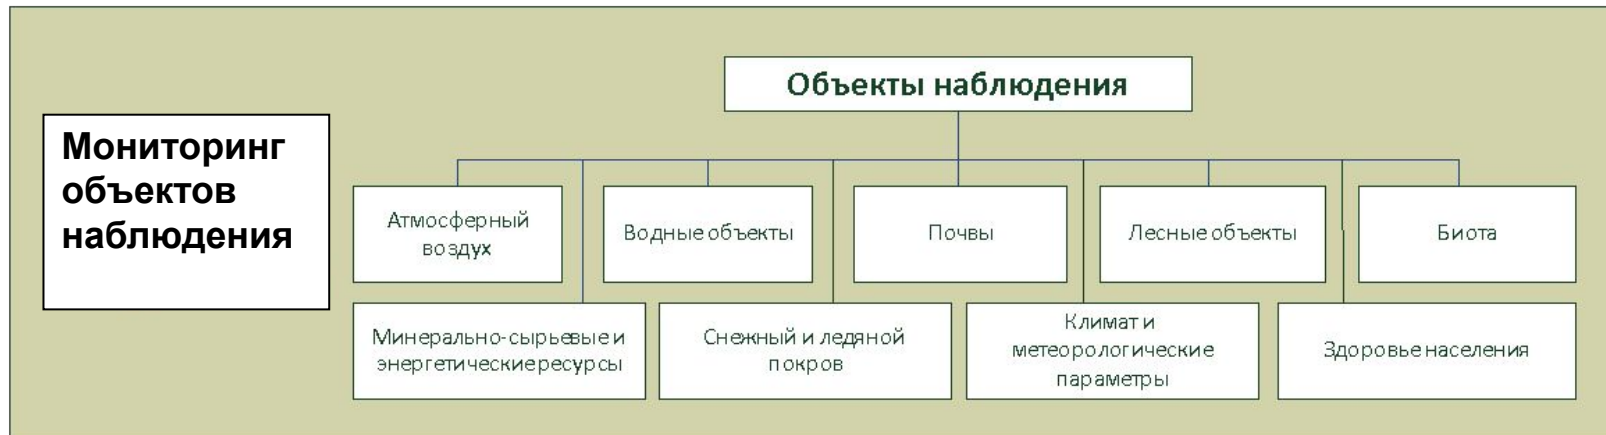 Объекты наблюдения
Мониторинг
объектов
наблюдения
Атмосферный
воздух
Водные объекты
Почвы
Лесные объекты
Биота
Минерально-сырьевые и
энергетические ресурсы
Снежный и ледяной
покров
Климат и
метеорологические
параметры
Здоровье населения